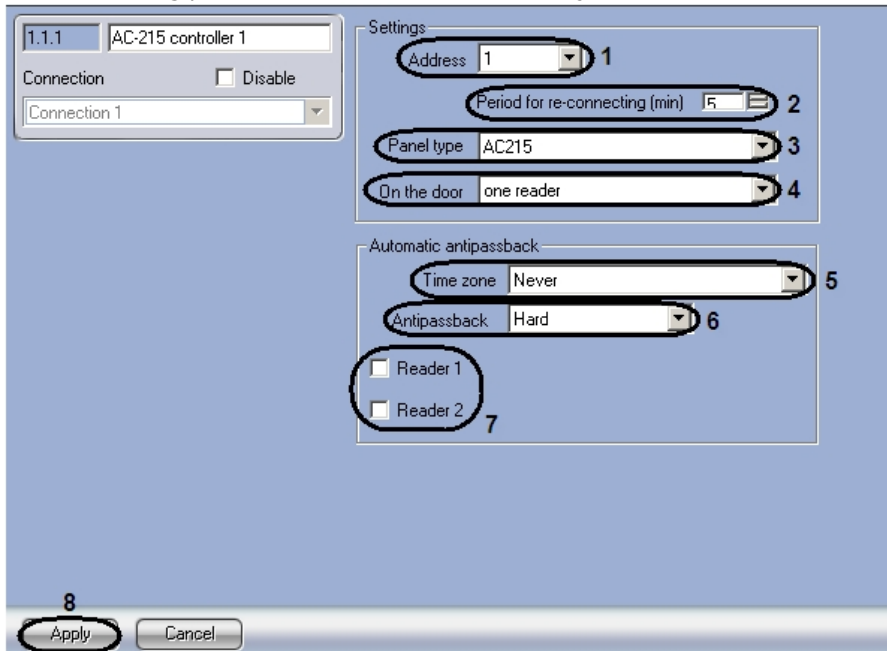 1.1.1 AC-215 controller 1
Connection Disable
Connection 1
Settings
Address 1 1
Period for re-connecting (min) 5 2
Panel type AC215 3
On the door one reader 4
Automatic antipassback
Time zone Never 5
Antipassback Hard 6
Reader 1
Reader 2
7
8
Apply Cancel